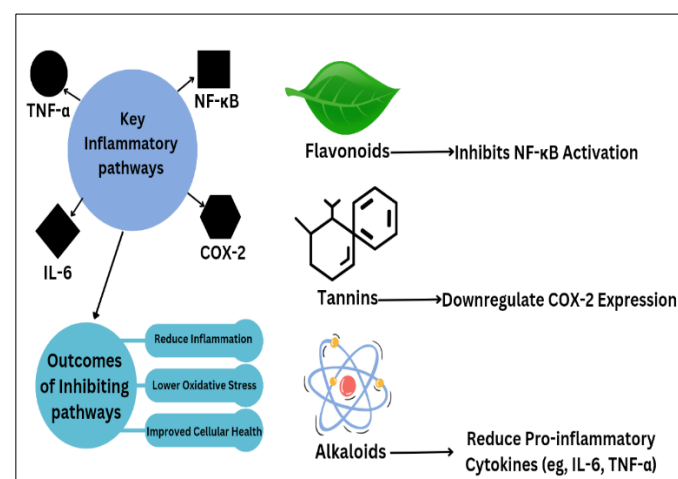 TNF-α
NF-κB
Key
Inflammatory
pathways
IL-6
COX-2
Outcomes
of Inhibiting
pathways
Reduce Inflammation
Lower Oxidative Stress
Improved Cellular Health
Flavonoids
Inhibits NF-κB Activation
Tannins
Downregulate COX-2 Expression
Alkaloids
Reduce Pro-inflammatory
Cytokines (eg, IL-6, TNF-α)